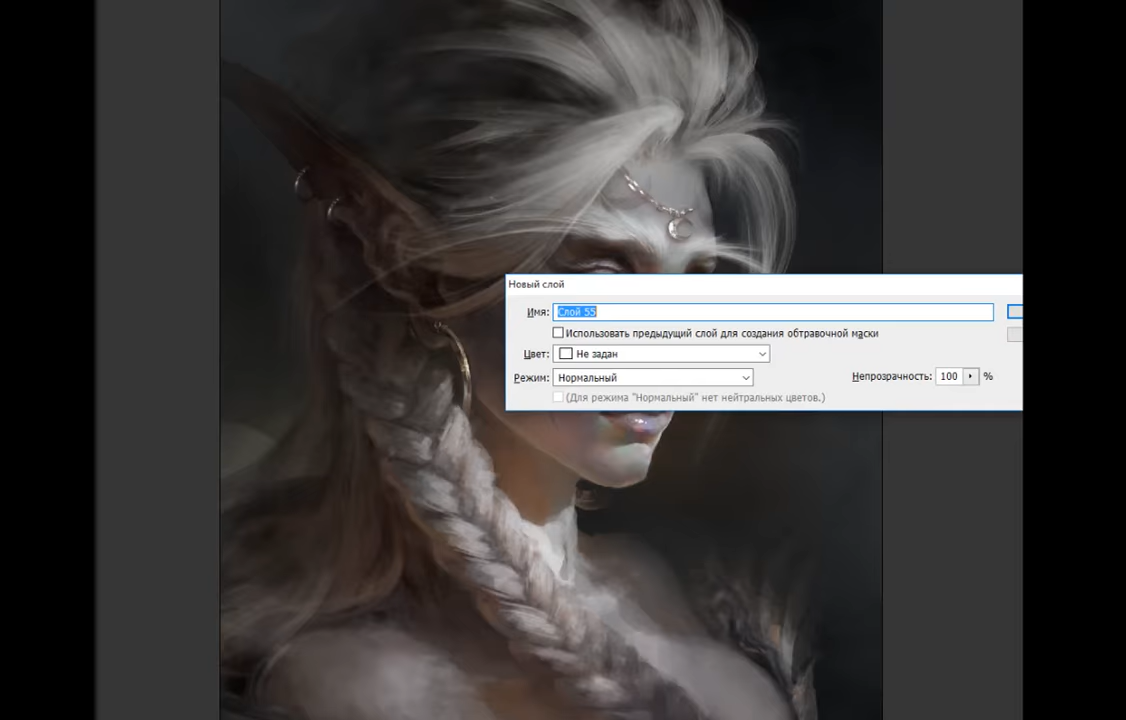 Новый слой
Имя: Слой 55
Использовать предыдущий слой для создания обтравочной маски
Цвет: Не задан
Режим: Нормальный Непрозрачность: 100 %
(Для режима "Нормальный" нет нейтральных цветов.)